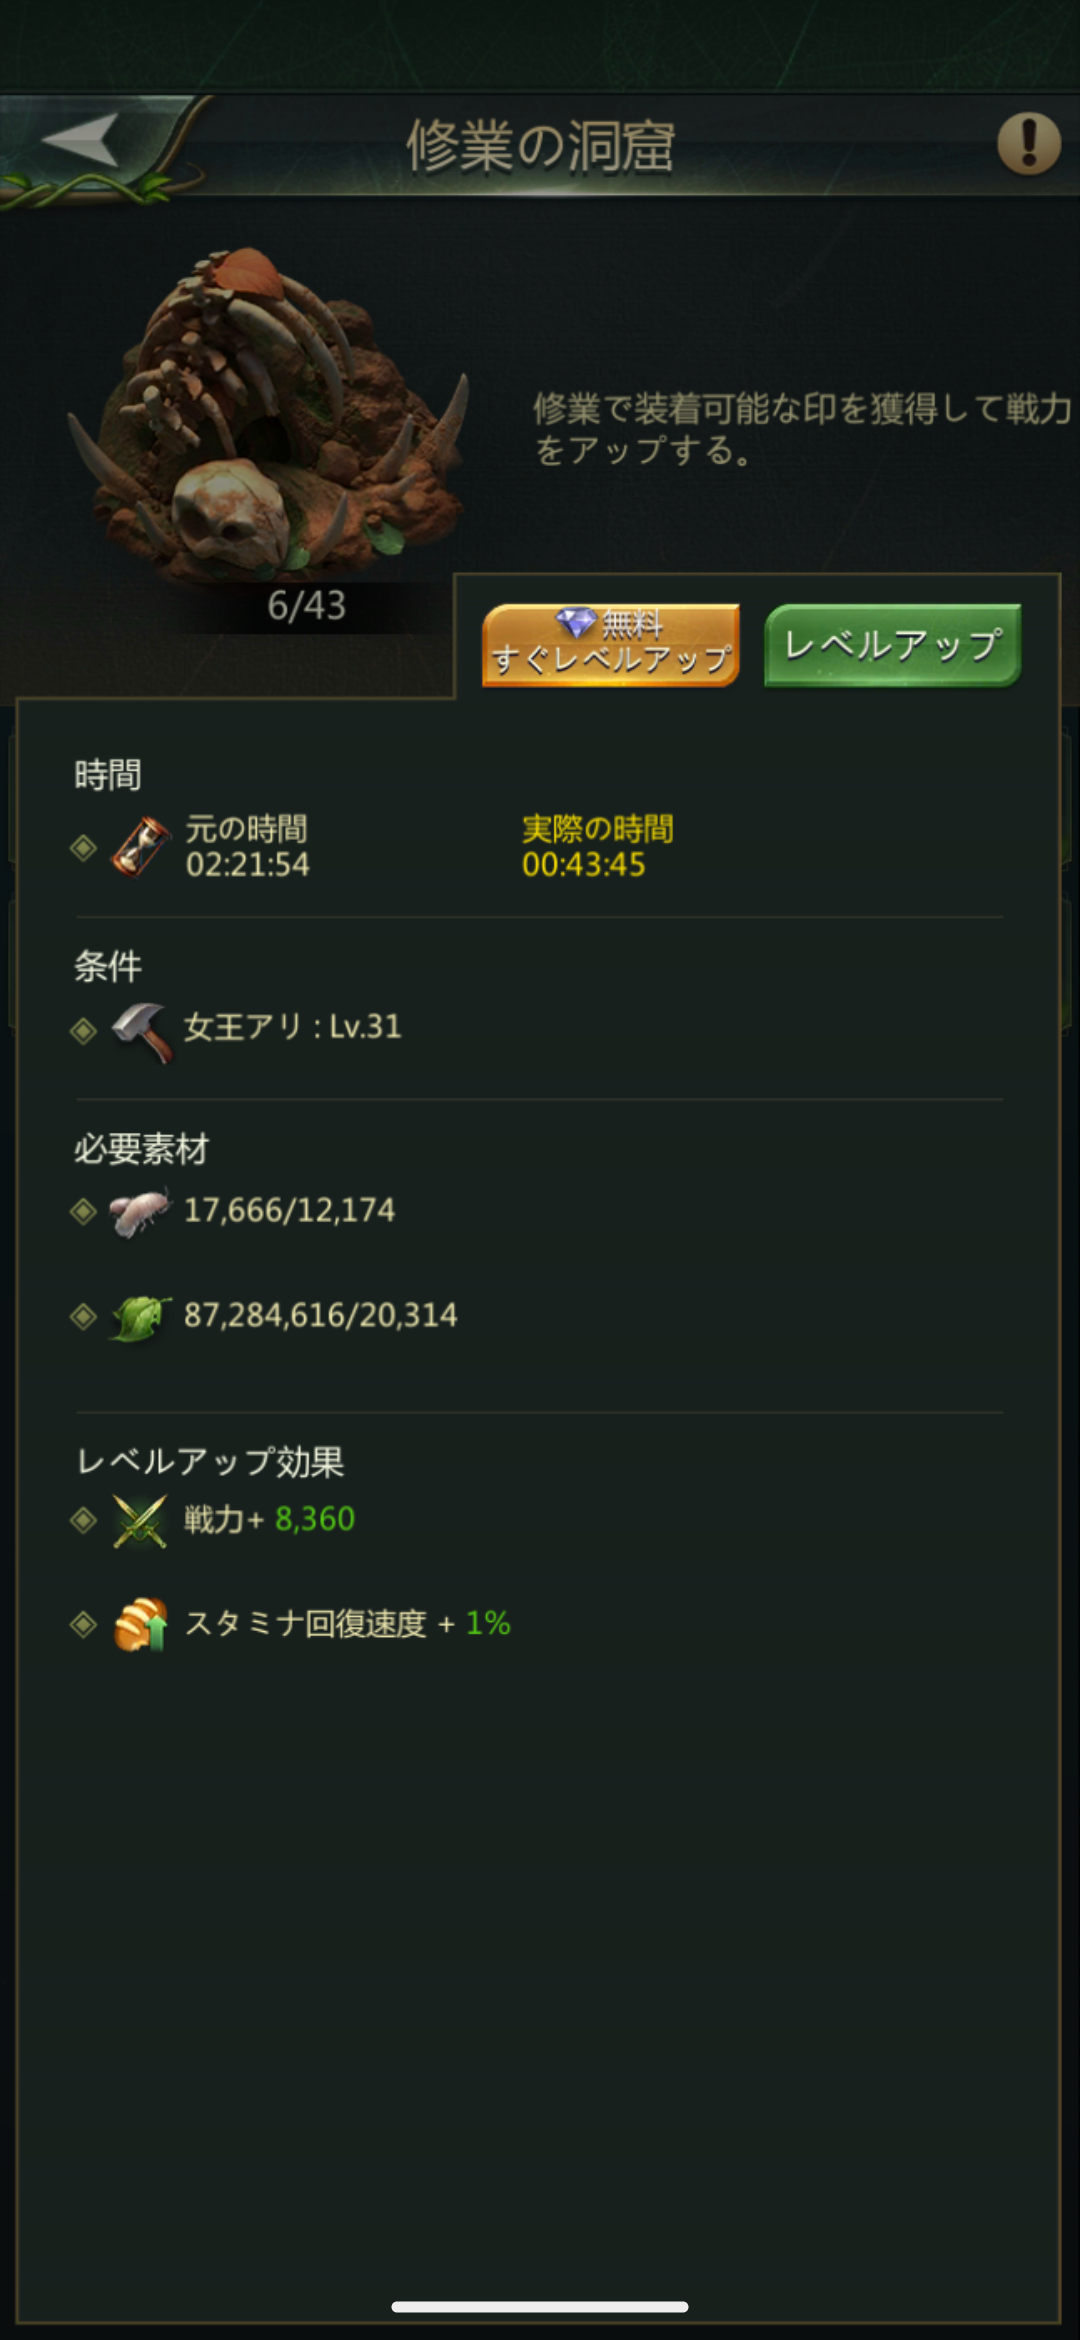 修業の洞窟
修業で装着可能な印を獲得して戦力
をアップする。
6/43
無料
すぐレベルアップ
レベルアップ
時間
元の時間
実際の時間
02:21:54
00:43:45
条件
女王アリ : Lv.31
必要素材
17,666/12,174
87,284,616/20,314
レベルアップ効果
戦力+ 8,360
スタミナ回復速度 + 1%